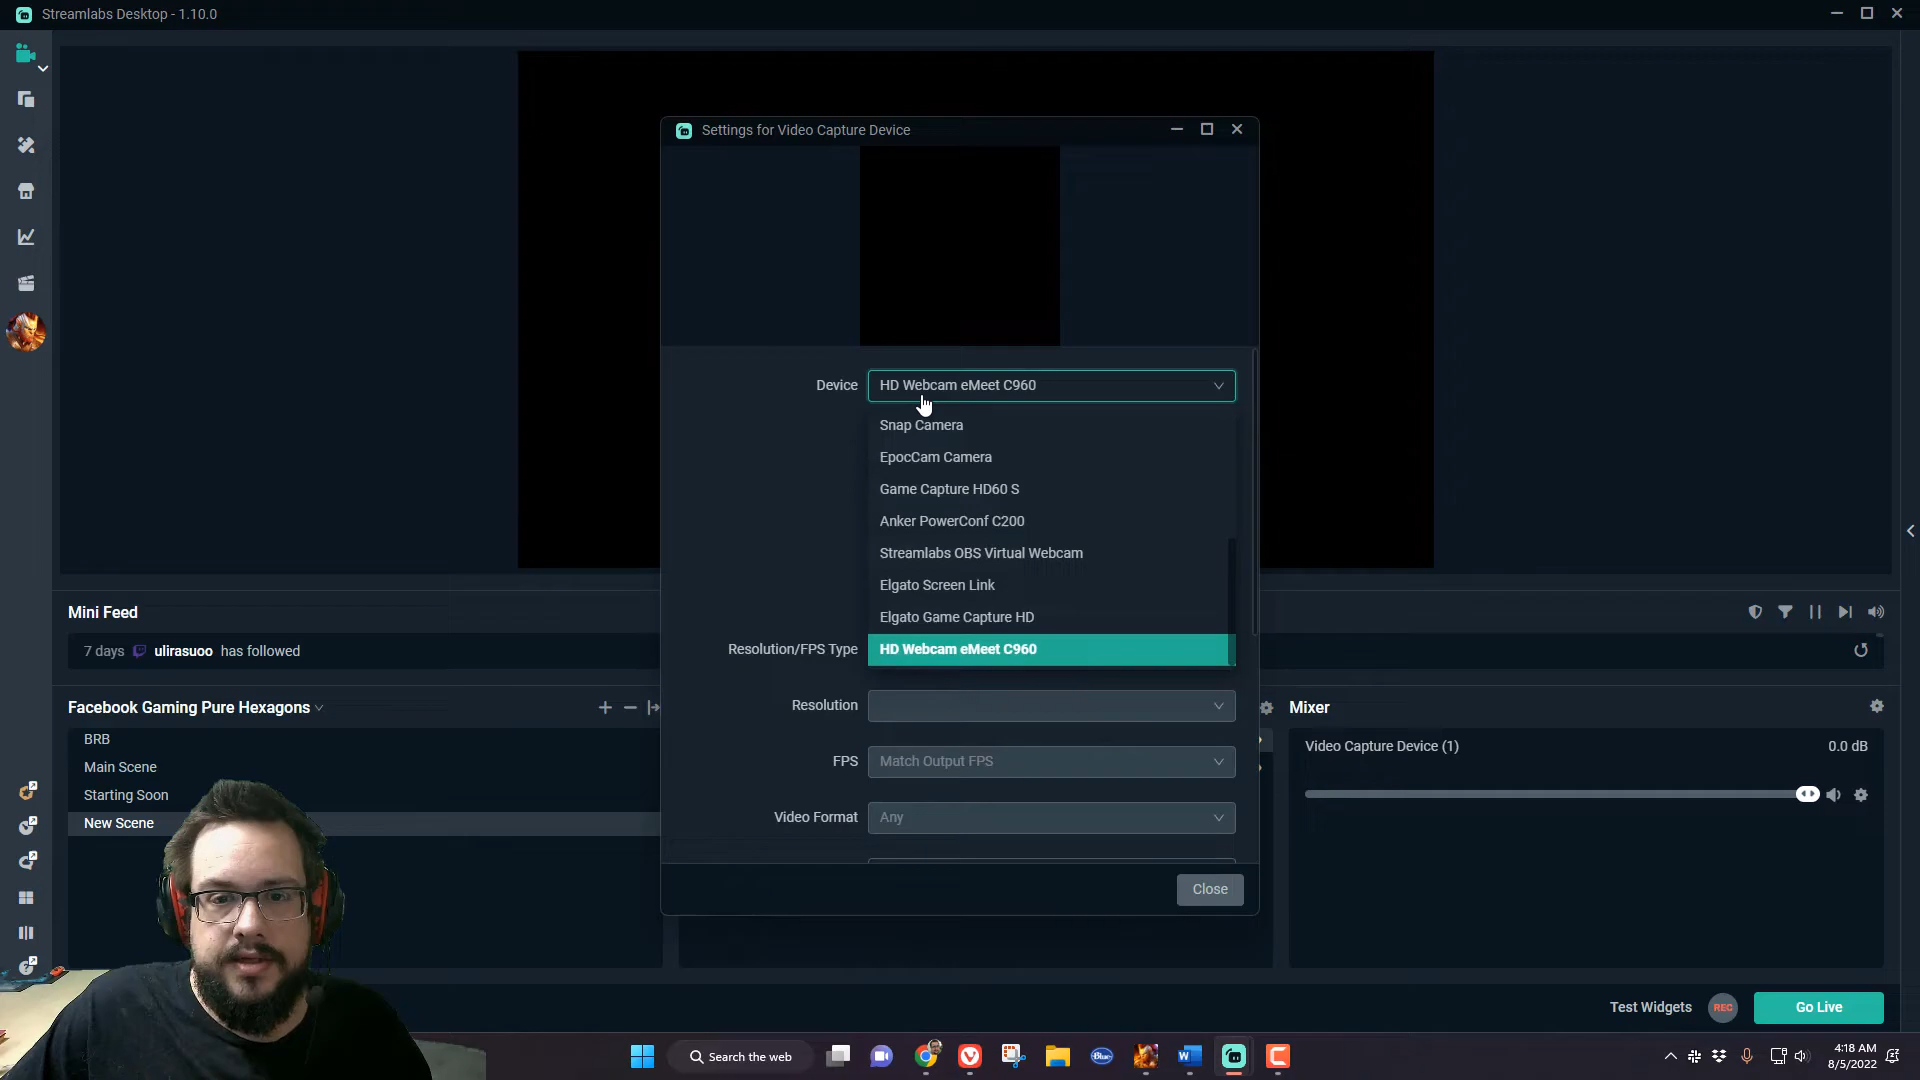 Streamlabs Desktop - 1.10.0
Settings for Video Capture Device
Device
HD Webcam eMeet C960
Snap Camera
EpocCam Camera
Game Capture HD60 S
Anker PowerConf C200
Streamlabs OBS Virtual Webcam
Elgato Screen Link
Elgato Game Capture HD
HD Webcam eMeet C960
Resolution/FPS Type
Resolution
FPS
Match Output FPS
Video Format
Any
Close
Mini Feed
7 days ulirasuoo has followed
Facebook Gaming Pure Hexagons
BRB
Main Scene
Starting Soon
New Scene
Mixer
Video Capture Device (1) 0.0 dB
Test Widgets
REC
Go Live
Search the web
Blue
4:18 AM
8/5/2022